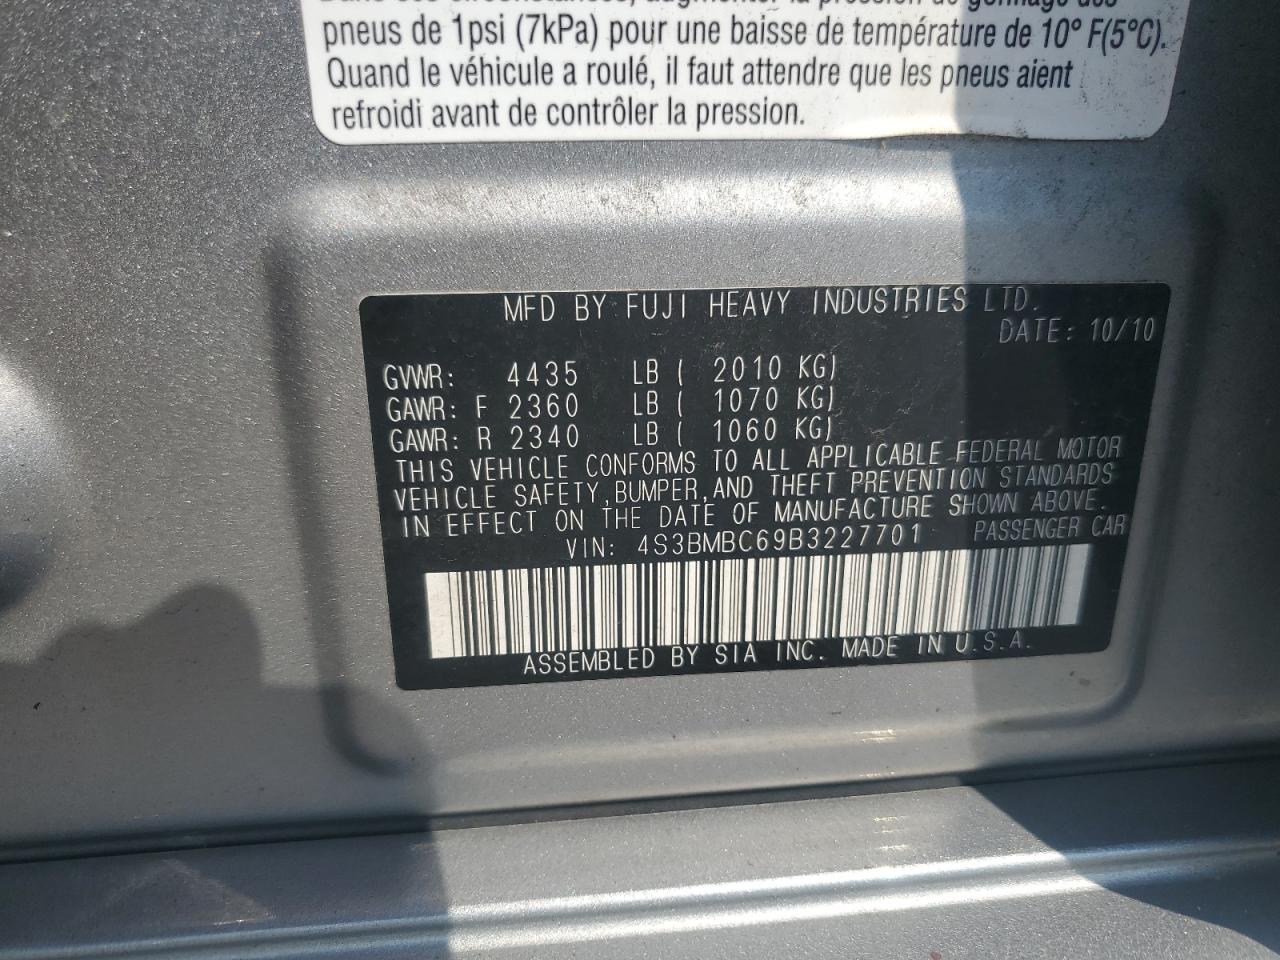 pneus de 1psi (7kPa) pour une baisse de température de 10° F(5°C).
Quand le véhicule a roulé, il faut attendre que les pneus aient
refroidi avant de contrôler la pression.
MFD BY FUJI HEAVY INDUSTRIES LTD.
DATE: 10/10
GVWR: 4435 LB ( 2010 KG)
GAWR: F 2360 LB ( 1070 KG)
GAWR: R 2340 LB ( 1060 KG)
THIS VEHICLE CONFORMS TO ALL APPLICABLE FEDERAL MOTOR
VEHICLE SAFETY, BUMPER, AND THEFT PREVENTION STANDARDS
IN EFFECT ON THE DATE OF MANUFACTURE SHOWN ABOVE.
VIN: 4S3BMBC69B3227701 PASSENGER CAR
ASSEMBLED BY SIA INC. MADE IN U.S.A.